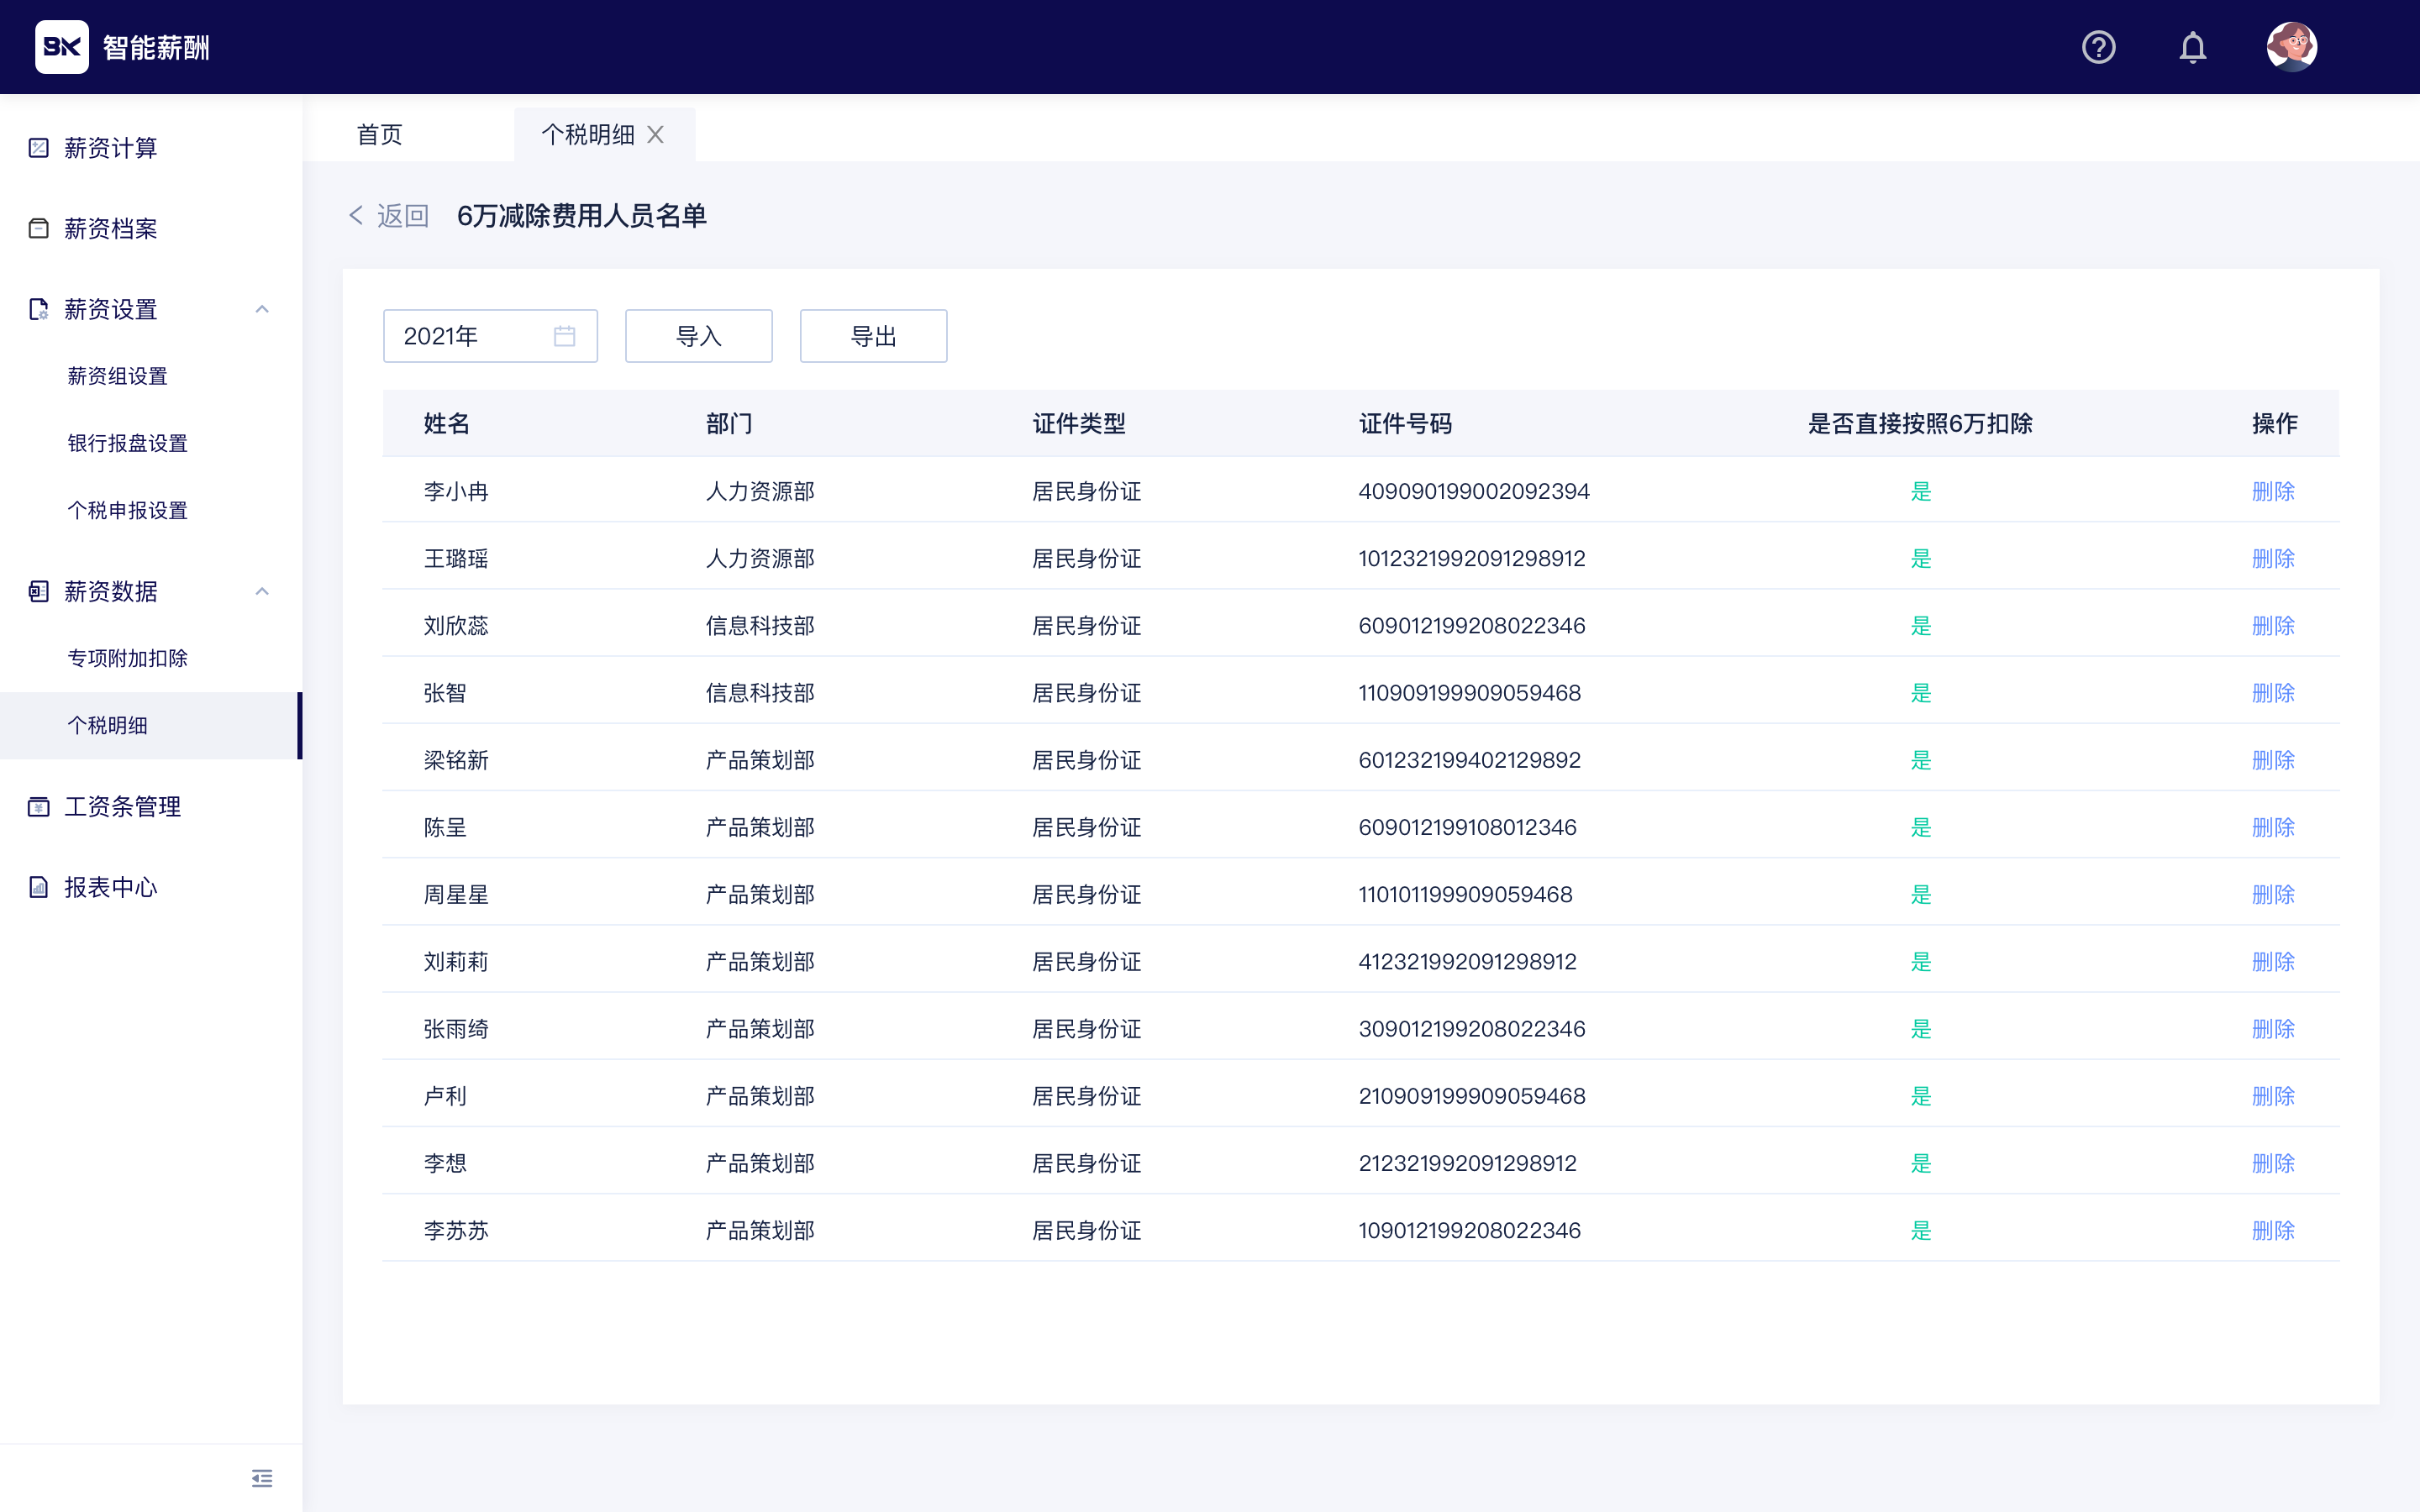 BK 智能薪酬
薪资计算
薪资档案
薪资设置
薪资组设置
银行报盘设置
个税申报设置
薪资数据
专项附加扣除
个税明细
工资条管理
报表中心
首页 个税明细
返回 6万减除费用人员名单
2021年 导入 导出
姓名 部门 证件类型 证件号码 是否直接按照6万扣除 操作
李小冉 人力资源部 居民身份证 409090199002092394 是 删除
王璐瑶 人力资源部 居民身份证 1012321992091298912 是 删除
刘欣蕊 信息科技部 居民身份证 609012199208022346 是 删除
张智 信息科技部 居民身份证 110909199909059468 是 删除
梁铭新 产品策划部 居民身份证 601232199402129892 是 删除
陈呈 产品策划部 居民身份证 609012199108012346 是 删除
周星星 产品策划部 居民身份证 110101199909059468 是 删除
刘莉莉 产品策划部 居民身份证 412321992091298912 是 删除
张雨绮 产品策划部 居民身份证 309012199208022346 是 删除
卢利 产品策划部 居民身份证 210909199909059468 是 删除
李想 产品策划部 居民身份证 212321992091298912 是 删除
李苏苏 产品策划部 居民身份证 109012199208022346 是 删除